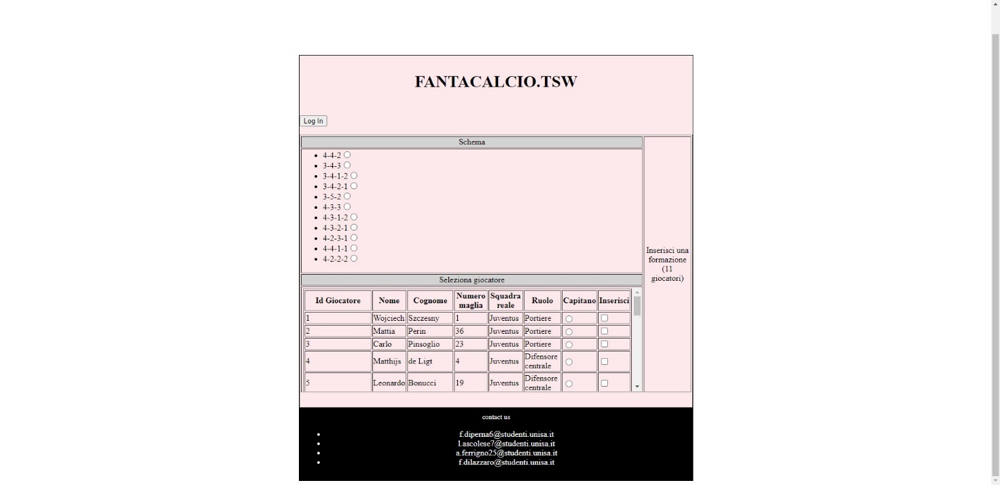 FANTACALCIO.TSW
Log In
Schema
4-4-2
3-4-3
3-4-1-2
3-4-2-1
3-5-2
4-3-3
4-3-1-2
4-3-2-1
4-2-3-1
4-4-1-1
4-2-2-2
Inserisci una
formazione
(11
giocatori)
Seleziona giocatore
Id Giocatore Nome Cognome Numero maglia Squadra reale Ruolo Capitano Inserisci
1 Wojciech Szczesny 1 Juventus Portiere
2 Mattia Perin 36 Juventus Portiere
3 Carlo Pinsoglio 23 Juventus Portiere
4 Matthijs de Ligt 4 Juventus Difensore centrale
5 Leonardo Bonucci 19 Juventus Difensore centrale
contact us
f.diperna6@studenti.unisa.it
l.ascolese7@studenti.unisa.it
a.ferrigno25@studenti.unisa.it
f.dilazzaro@studenti.unisa.it